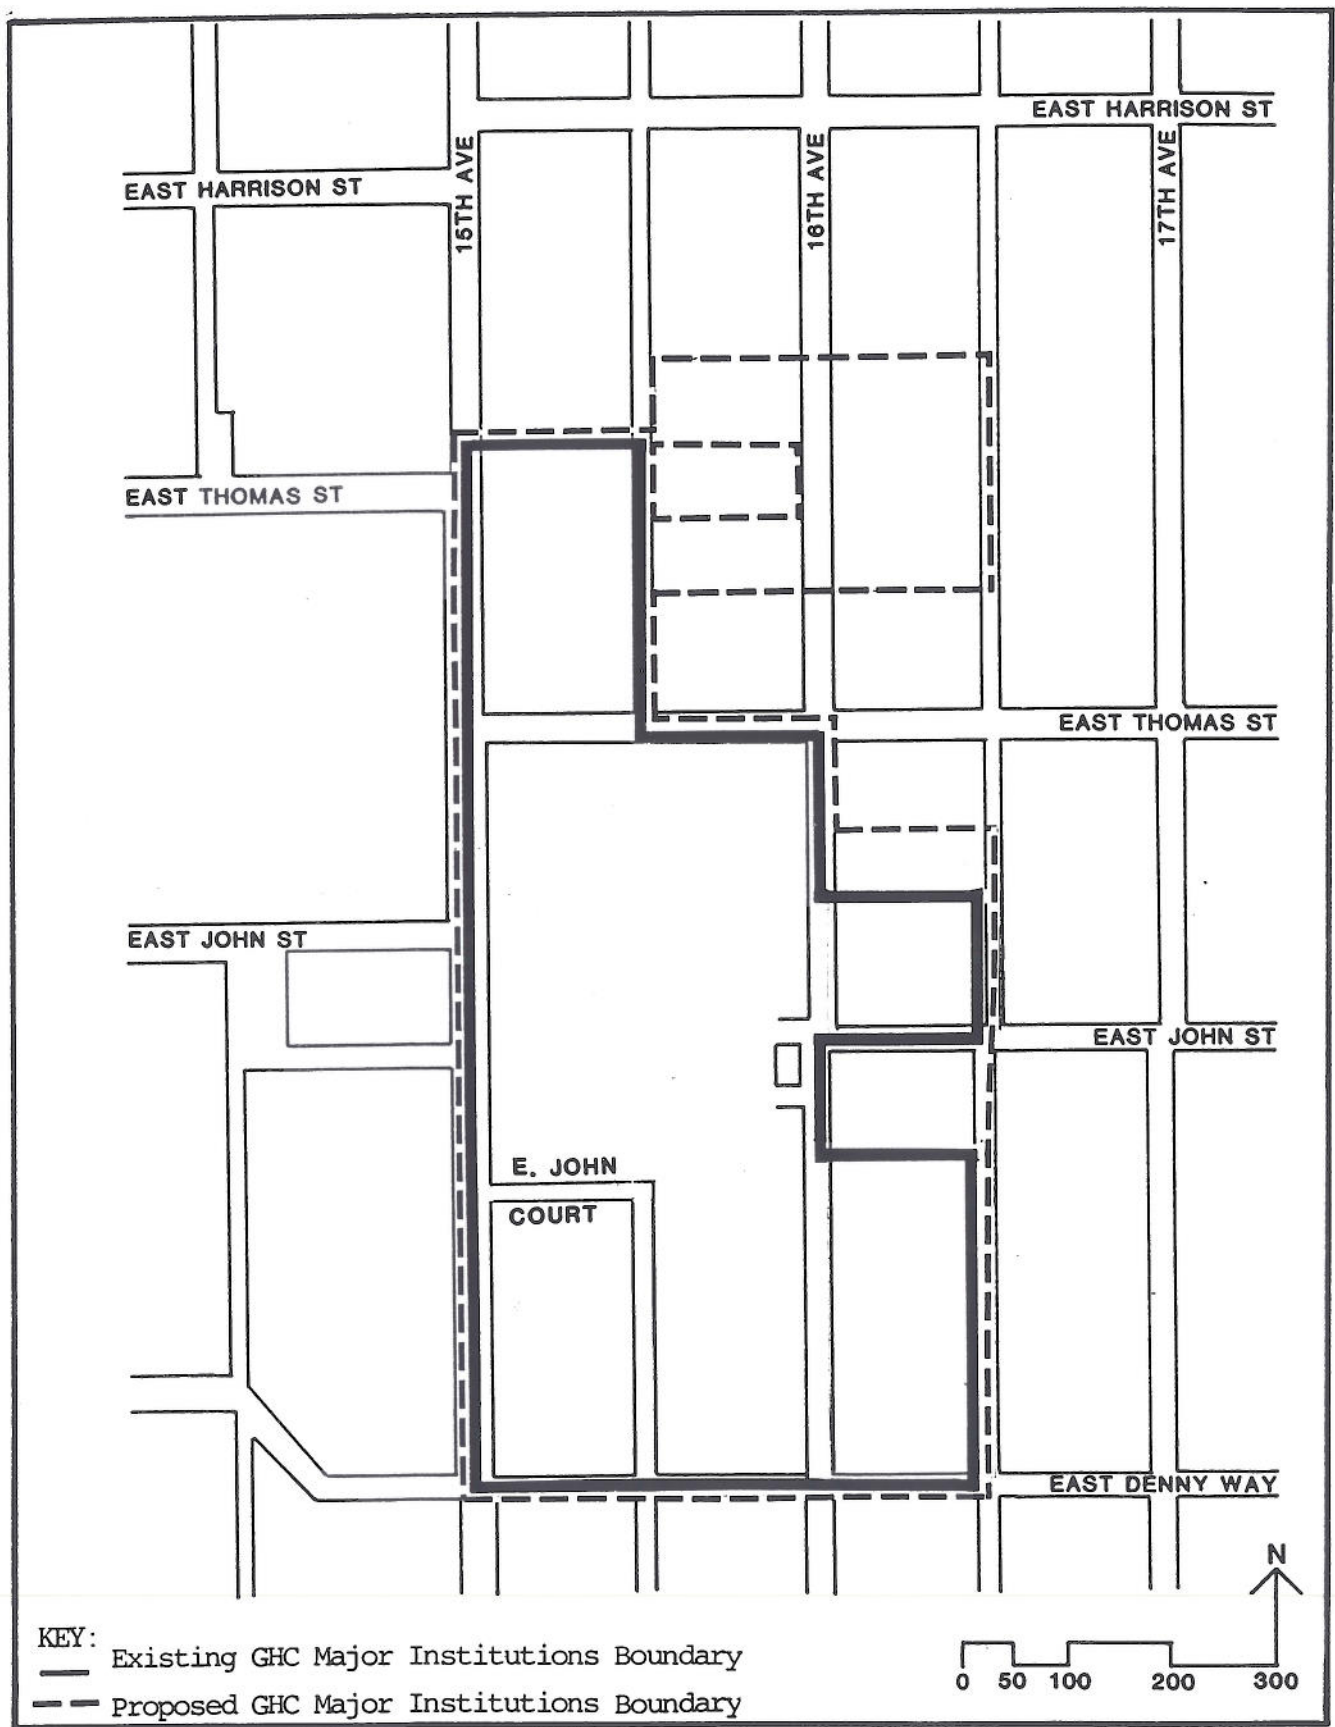 EAST HARRISON ST
EAST HARRISON ST
15TH AVE
16TH AVE
17TH AVE
EAST THOMAS ST
EAST THOMAS ST
EAST JOHN ST
EAST JOHN ST
E. JOHN
COURT
EAST DENNY WAY
N
KEY:
Existing GHC Major Institutions Boundary
Proposed GHC Major Institutions Boundary
0 50 100 200 300